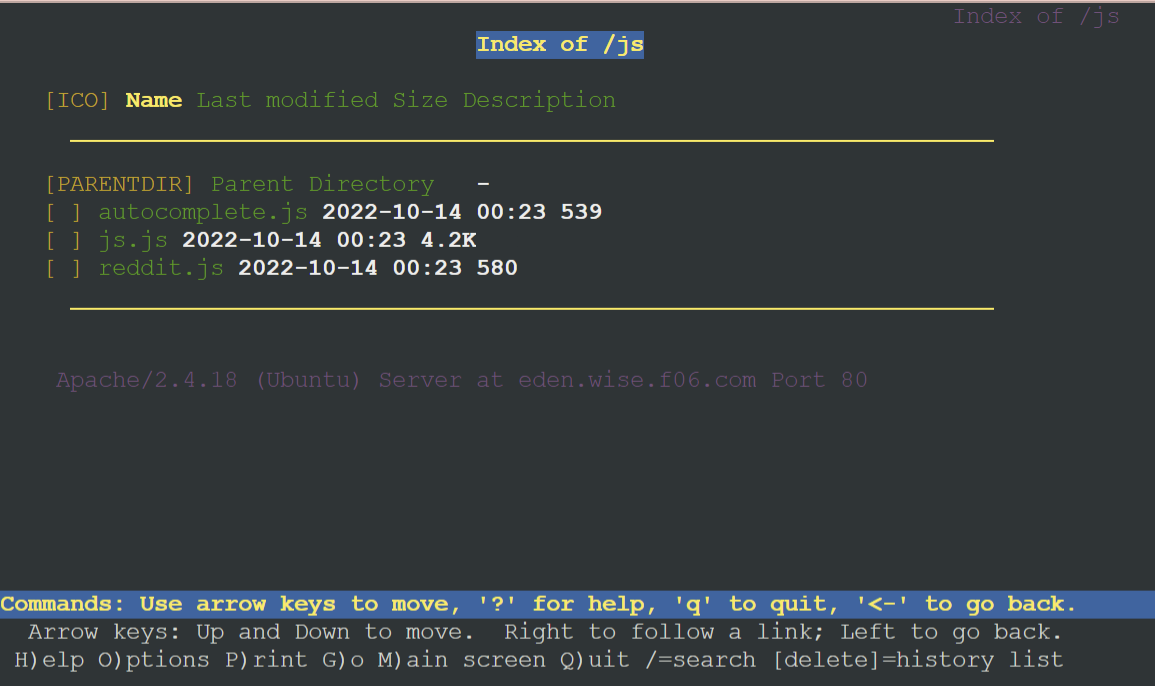 Index of /js
Index of /js
[ICO] Name Last modified Size Description
[PARENTDIR] Parent Directory -
[ ] autocomplete.js 2022-10-14 00:23 539
[ ] js.js 2022-10-14 00:23 4.2K
[ ] reddit.js 2022-10-14 00:23 580
Apache/2.4.18 (Ubuntu) Server at eden.wise.f06.com Port 80
Commands: Use arrow keys to move, '?' for help, 'q' to quit, '<-' to go back.
Arrow keys: Up and Down to move. Right to follow a link; Left to go back.
H)elp O)ptions P)rint G)o M)ain screen Q)uit /=search [delete]=history list